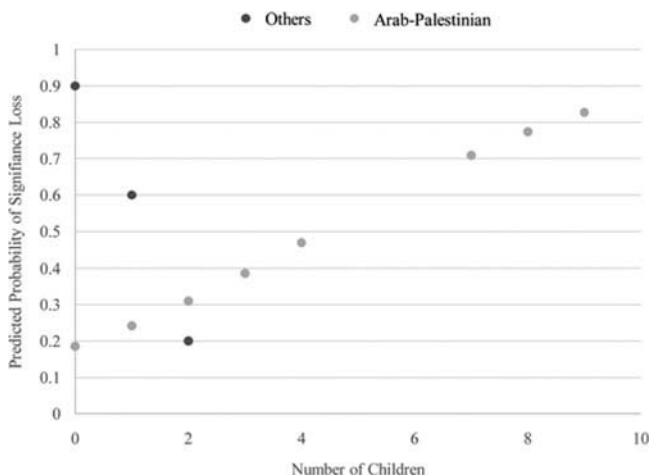 Others Arab-Palestinian
1
0.9
0.8
0.7
0.6
0.5
0.4
0.3
0.2
0.1
0
Predicted Probability of Signifiance Loss
0 2 4 6 8 10
Number of Children